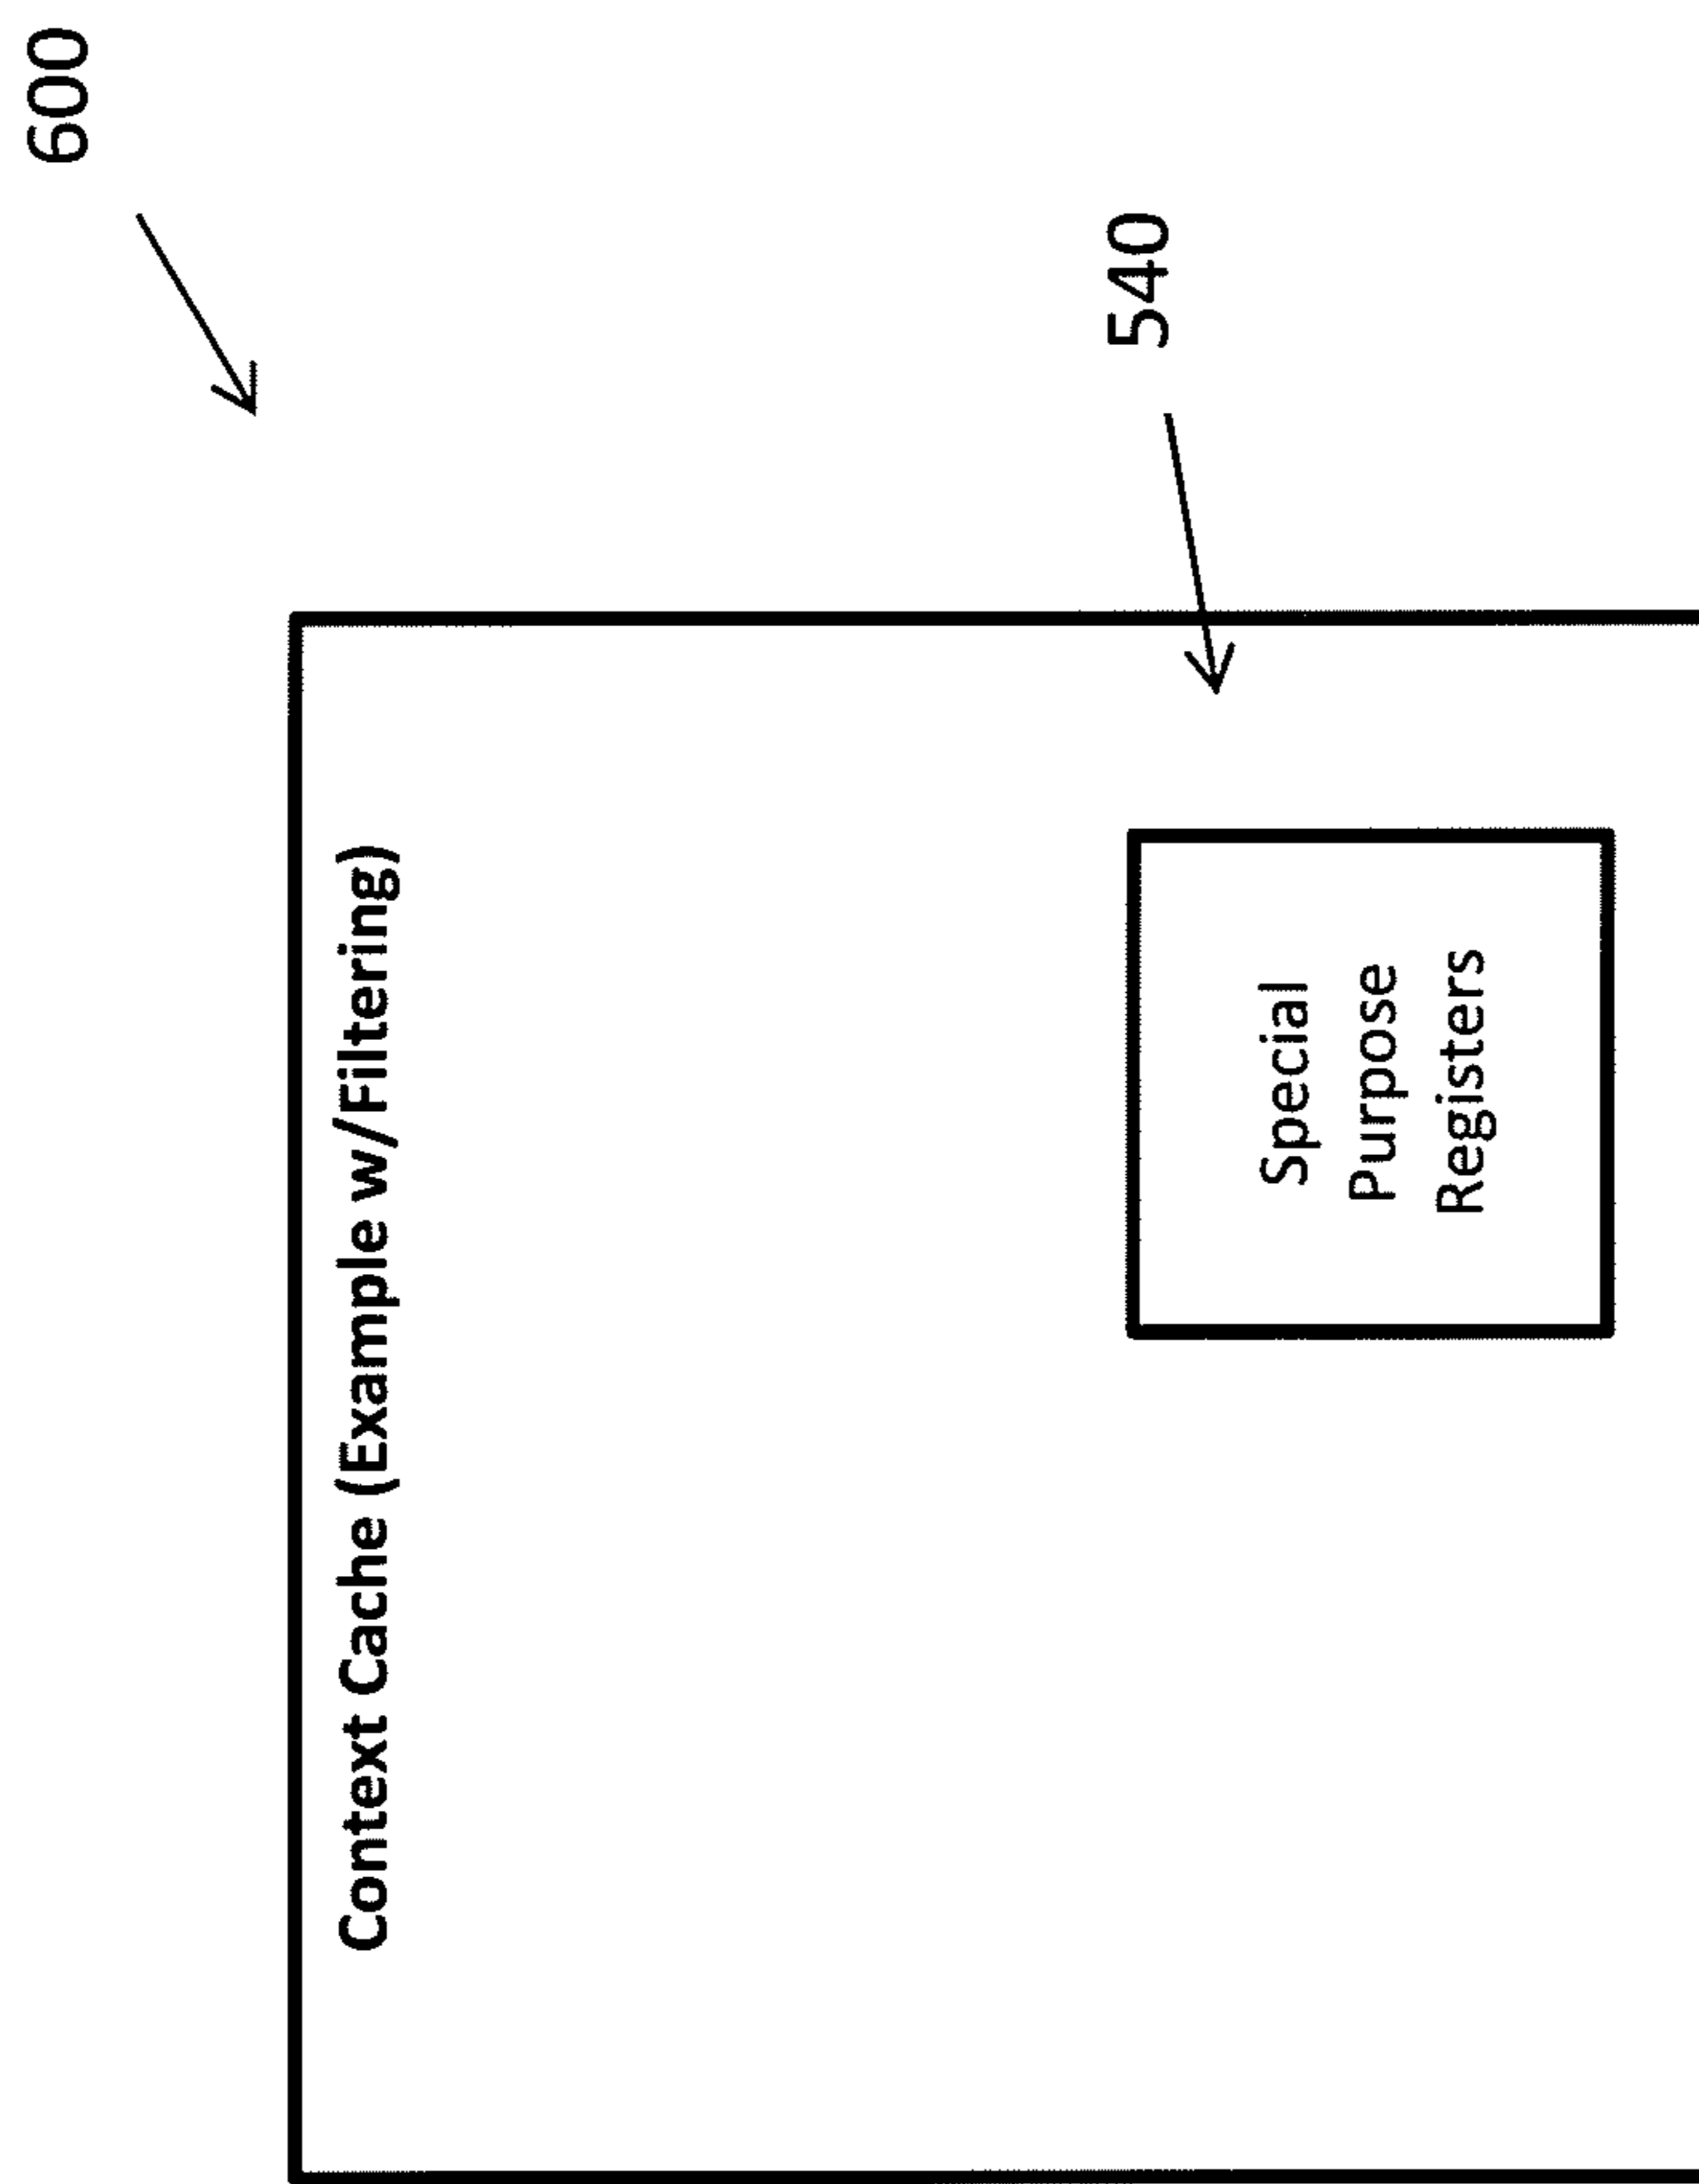 600
Context Cache (Example w/Filtering)
540
Special
Purpose
Registers